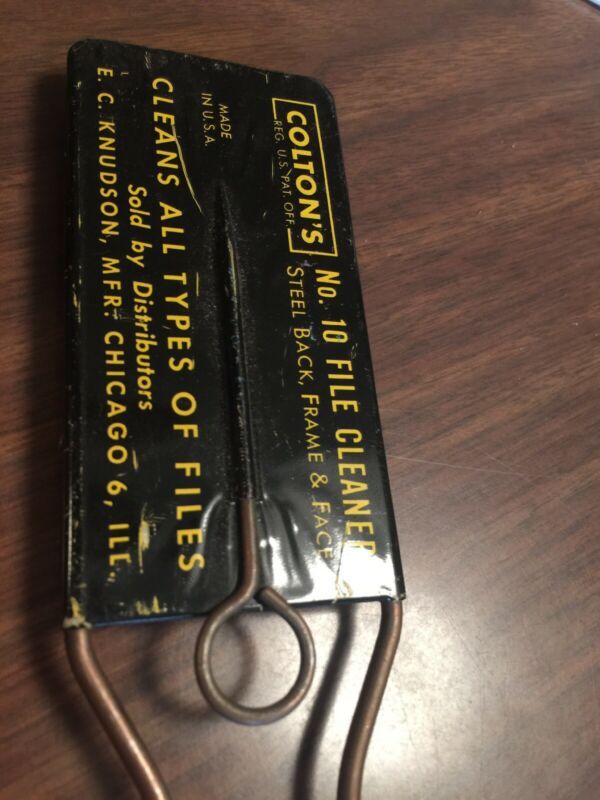 COLTON'S
REG. U.S. PAT. OFF.
No. 10 FILE CLEANER
STEEL BACK, FRAME & FACE
MADE
IN U.S.A.
CLEANS ALL TYPES OF FILES
Sold by Distributors
E. C. KNUDSON, MFR. CHICAGO 6, ILL.